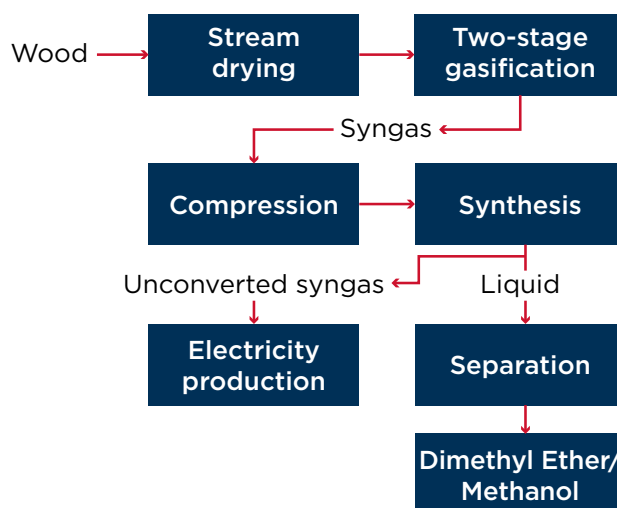 Wood
Stream
drying
Two-stage
gasification
Syngas
Compression
Synthesis
Unconverted syngas
Liquid
Electricity
production
Separation
Dimethyl Ether/
Methanol